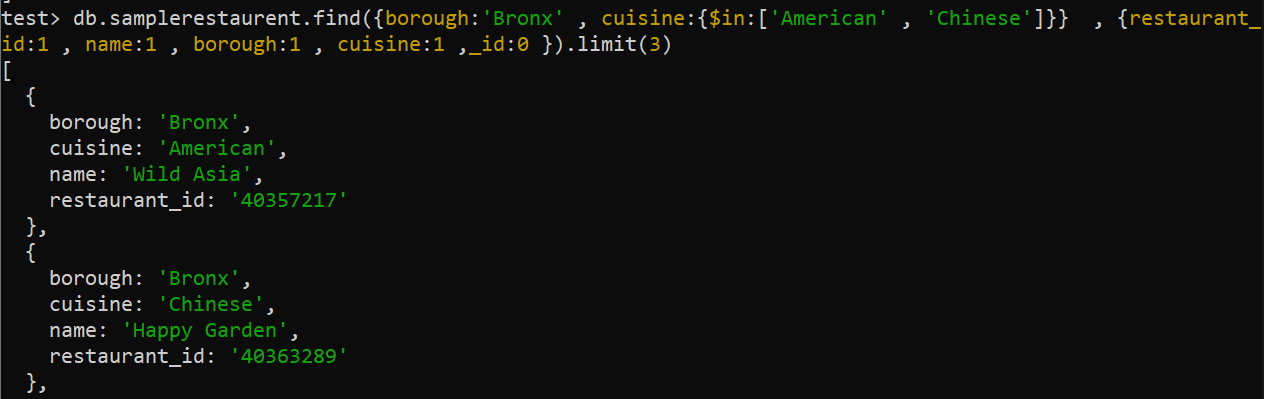 test> db.samplerestaurent.find({borough:'Bronx' , cuisine:{$in:['American' , 'Chinese']}}  , {restaurant_
id:1 , name:1 , borough:1 , cuisine:1 ,_id:0 }).limit(3)
[
  {
    borough: 'Bronx',
    cuisine: 'American',
    name: 'Wild Asia',
    restaurant_id: '40357217'
  },
  {
    borough: 'Bronx',
    cuisine: 'Chinese',
    name: 'Happy Garden',
    restaurant_id: '40363289'
  },